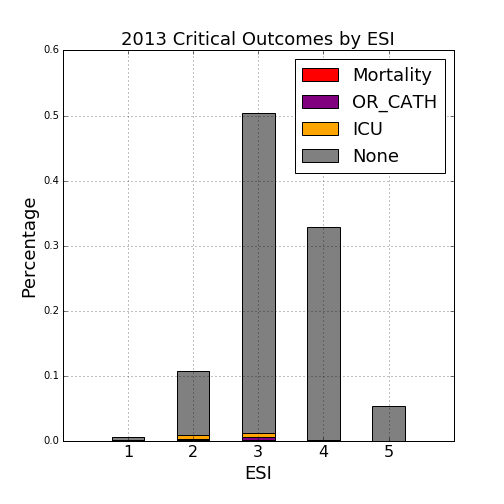 2013 Critical Outcomes by ESI
Mortality
OR_CATH
ICU
None
Percentage
0.6
0.5
0.4
0.3
0.2
0.1
0.0
1 2 3 4 5
ESI